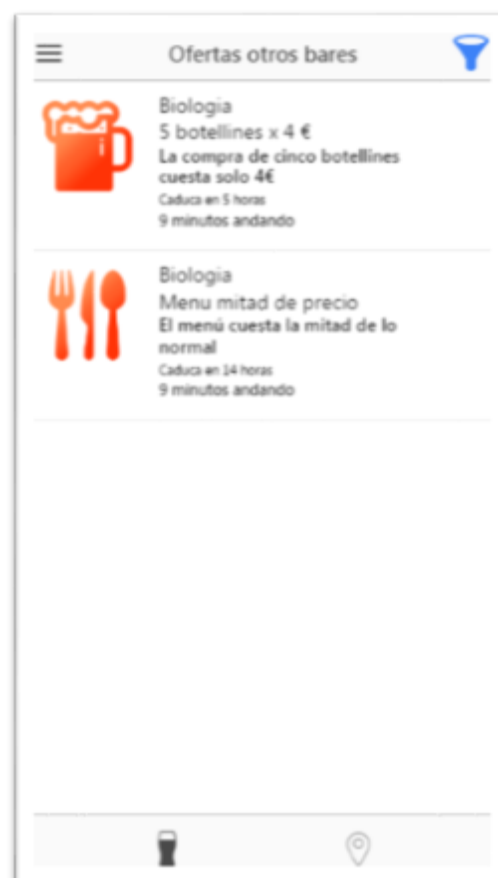 Ofertas otros bares
Biologia
5 botellines x 4 €
La compra de cinco botellines
cuesta solo 4€
Caduca en 5 horas
9 minutos andando
Biologia
Menu mitad de precio
El menú cuesta la mitad de lo
normal
Caduca en 14 horas
9 minutos andando